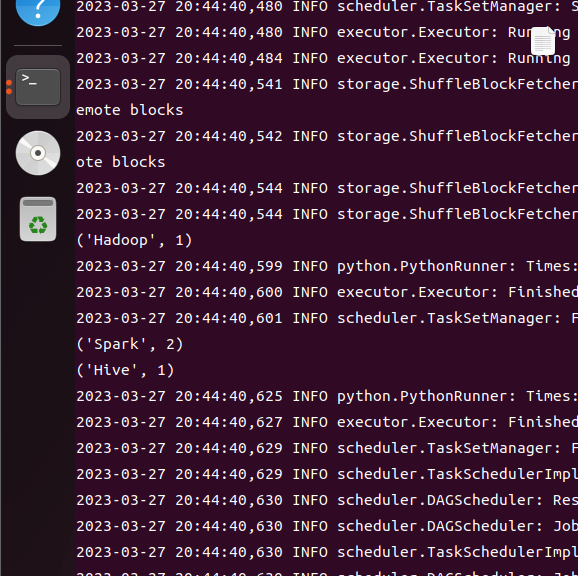 2023-03-27 20:44:40,480 INFO scheduler.TaskSetManager: S
2023-03-27 20:44:40,480 INFO executor.Executor: Running
2023-03-27 20:44:40,484 INFO executor.Executor: Running
2023-03-27 20:44:40,541 INFO storage.ShuffleBlockFetcher
emote blocks
2023-03-27 20:44:40,542 INFO storage.ShuffleBlockFetcher
ote blocks
2023-03-27 20:44:40,544 INFO storage.ShuffleBlockFetcher
2023-03-27 20:44:40,544 INFO storage.ShuffleBlockFetcher
('Hadoop', 1)
2023-03-27 20:44:40,599 INFO python.PythonRunner: Times:
2023-03-27 20:44:40,600 INFO executor.Executor: Finished
2023-03-27 20:44:40,601 INFO scheduler.TaskSetManager: F
('Spark', 2)
('Hive', 1)
2023-03-27 20:44:40,625 INFO python.PythonRunner: Times:
2023-03-27 20:44:40,627 INFO executor.Executor: Finished
2023-03-27 20:44:40,629 INFO scheduler.TaskSetManager: F
2023-03-27 20:44:40,629 INFO scheduler.TaskSchedulerImpl
2023-03-27 20:44:40,630 INFO scheduler.DAGScheduler: Res
2023-03-27 20:44:40,630 INFO scheduler.DAGScheduler: Job
2023-03-27 20:44:40,630 INFO scheduler.TaskSchedulerImpl